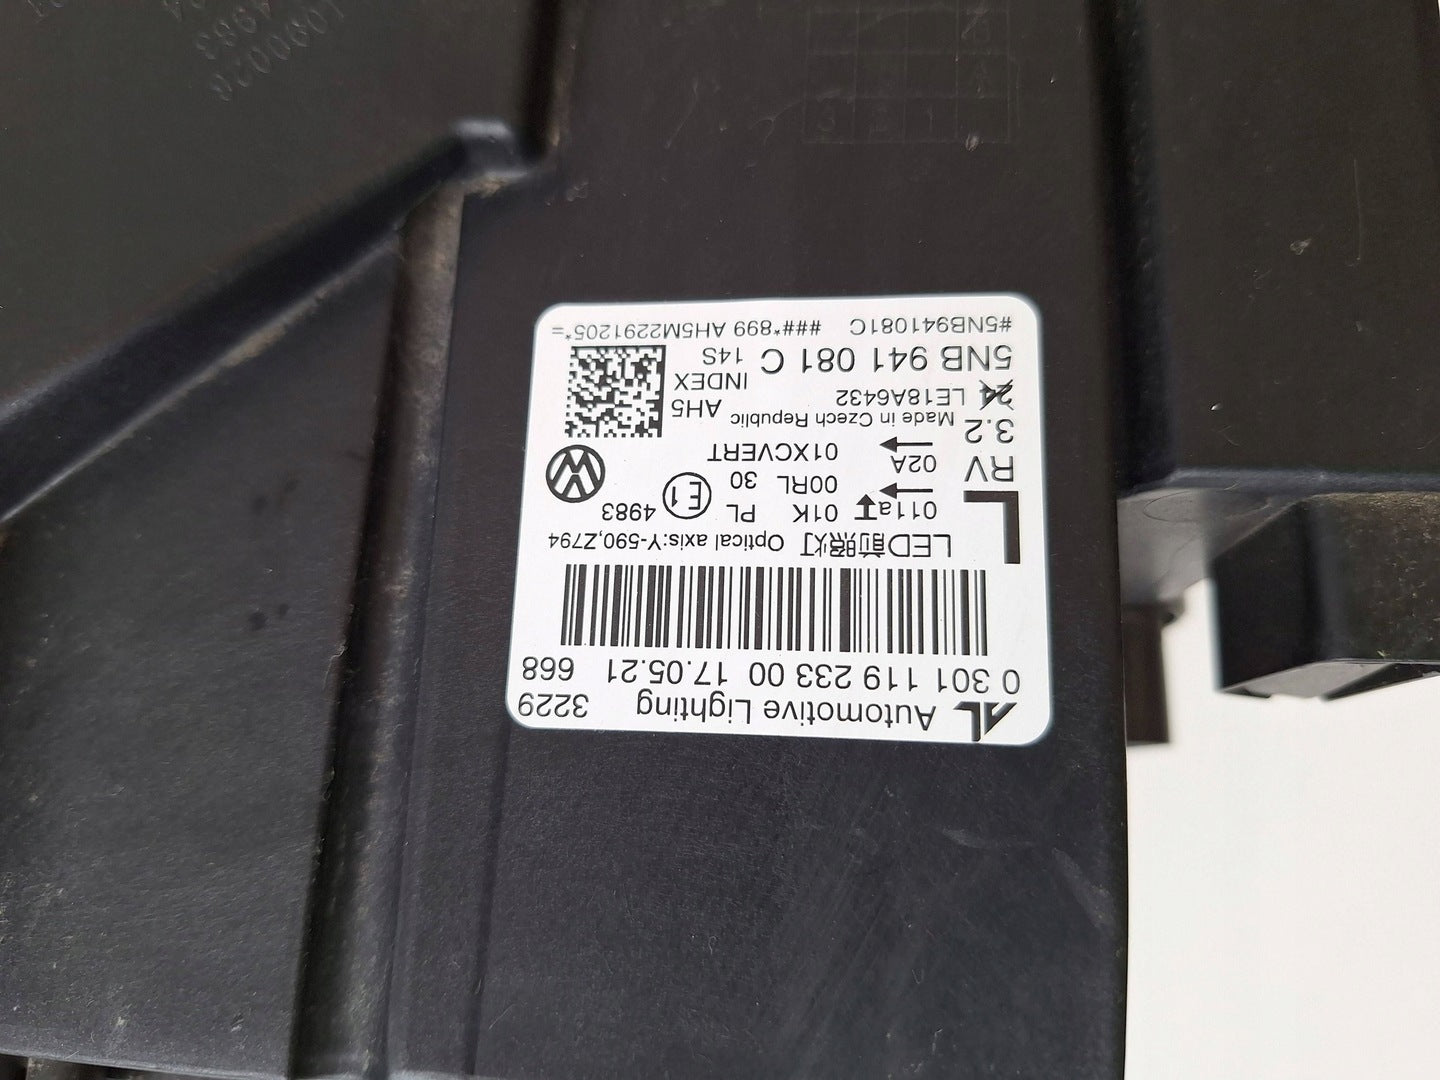 Automotive Lighting 3229
0 301 119 233 00 17.05.21 668
LED前照灯 Optical axis:Y-590,Z794
L 011a 01K PL E1 4983
00RL 30
RV 02A 01XCVERT
3.2 Made in Czech Republic AH5
24 LE18A6432 INDEX
5NB 941 081 C 14S
#5NB941081C ###*899 AH5M2291205*=
4983